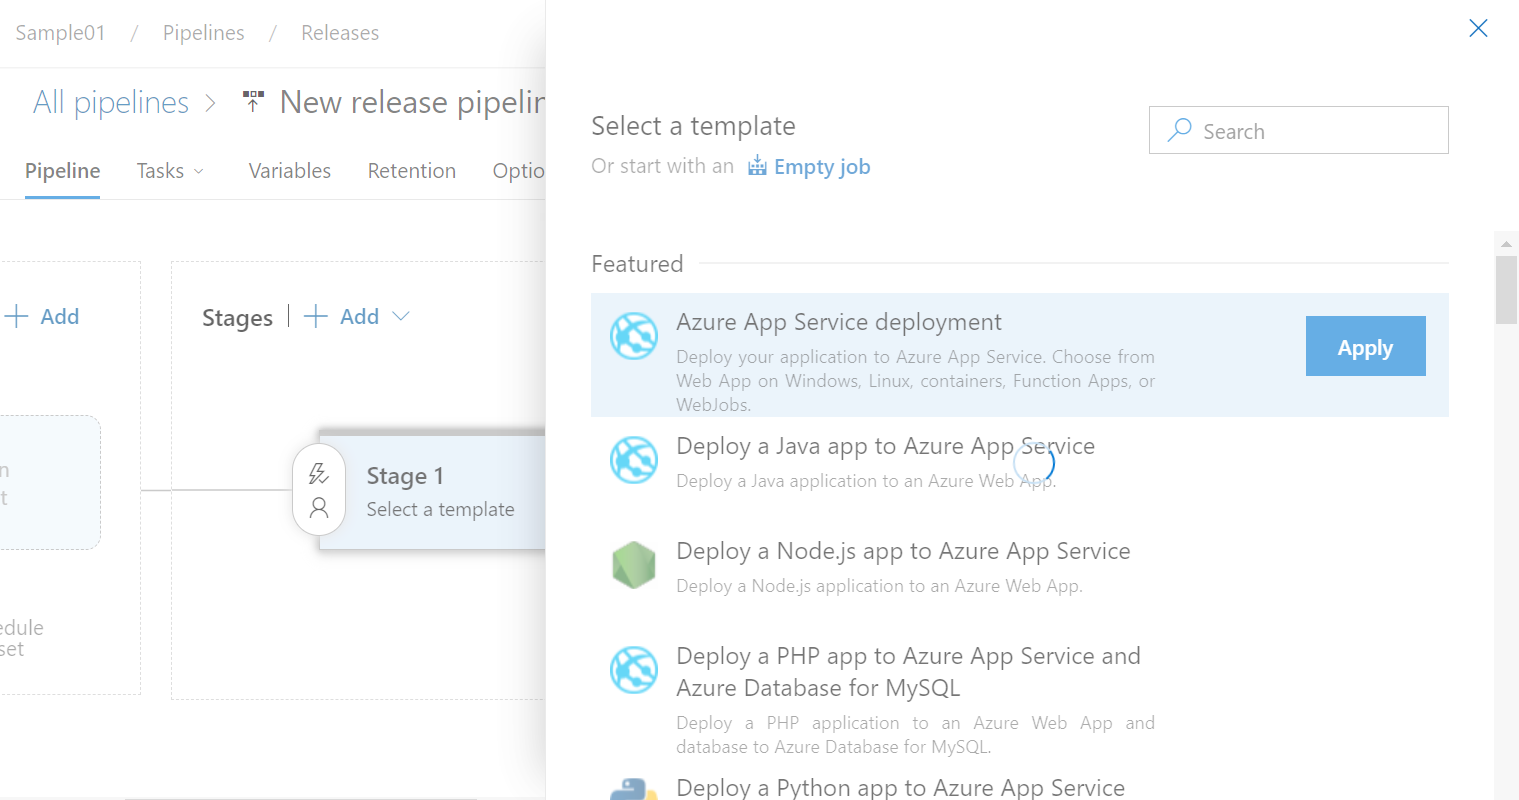 Sample01 / Pipelines / Releases
All pipelines > New release pipelin
Pipeline Tasks Variables Retention Optio
Add
Stages | Add
n
t
Stage 1
Select a template
edule
set
Select a template
Search
Or start with an Empty job
Featured
Azure App Service deployment
Deploy your application to Azure App Service. Choose from
Web App on Windows, Linux, containers, Function Apps, or
WebJobs.
Apply
Deploy a Java app to Azure App Service
Deploy a Java application to an Azure Web App.
Deploy a Node.js app to Azure App Service
Deploy a Node.js application to an Azure Web App.
Deploy a PHP app to Azure App Service and
Azure Database for MySQL
Deploy a PHP application to an Azure Web App and
database to Azure Database for MySQL.
Deploy a Python app to Azure App Service